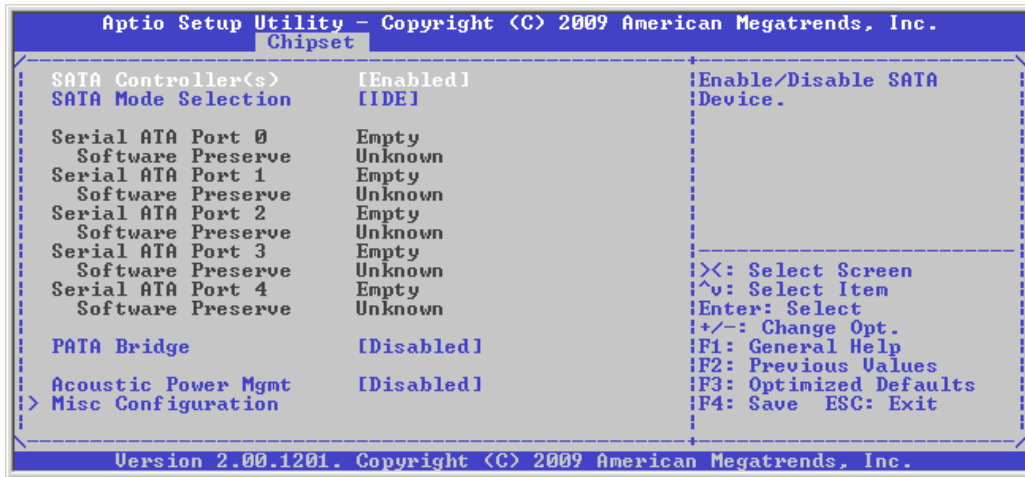 Aptio Setup Utility - Copyright (C) 2009 American Megatrends, Inc.
Chipset
SATA Controller(s) [Enabled]
SATA Mode Selection [IDE]
Serial ATA Port 0 Empty
Software Preserve Unknown
Serial ATA Port 1 Empty
Software Preserve Unknown
Serial ATA Port 2 Empty
Software Preserve Unknown
Serial ATA Port 3 Empty
Software Preserve Unknown
Serial ATA Port 4 Empty
Software Preserve Unknown
PATA Bridge [Disabled]
Acoustic Power Mgmt [Disabled]
> Misc Configuration
Enable/Disable SATA
Device.
><: Select Screen
^v: Select Item
Enter: Select
+/-: Change Opt.
F1: General Help
F2: Previous Values
F3: Optimized Defaults
F4: Save ESC: Exit
Version 2.00.1201. Copyright (C) 2009 American Megatrends, Inc.